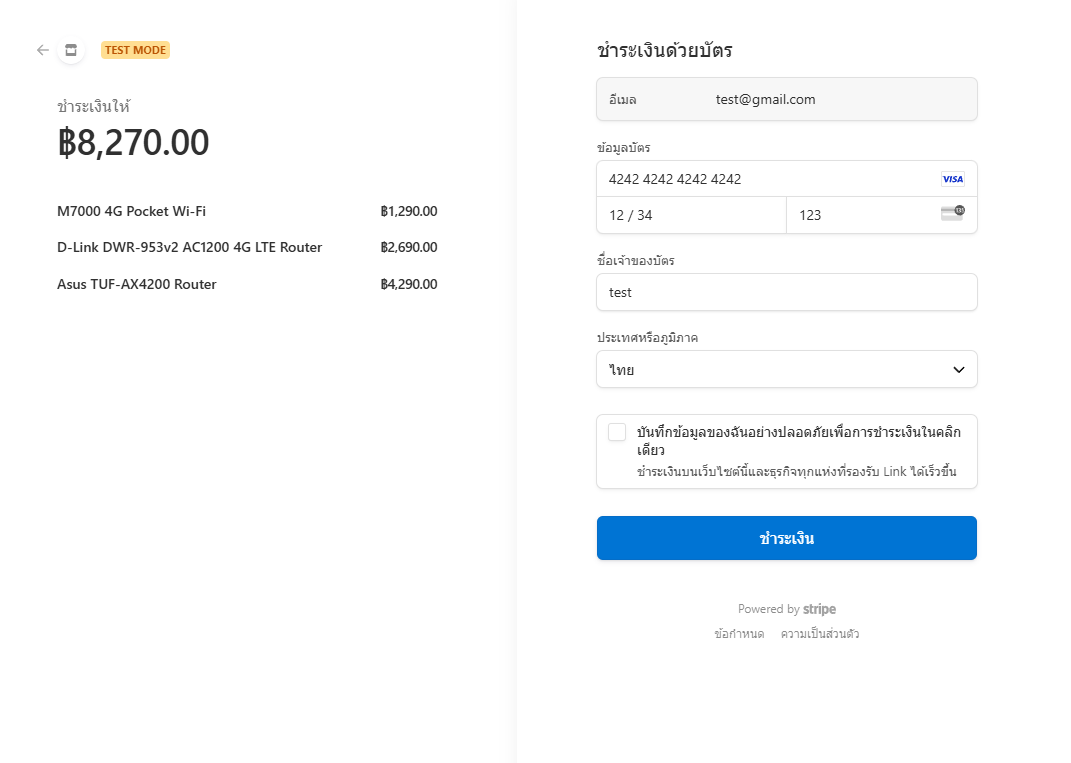 TEST MODE
ชำระเงินให้
฿8,270.00
M7000 4G Pocket Wi-Fi ฿1,290.00
D-Link DWR-953v2 AC1200 4G LTE Router ฿2,690.00
Asus TUF-AX4200 Router ฿4,290.00
ชำระเงินด้วยบัตร
อีเมล test@gmail.com
ข้อมูลบัตร
4242 4242 4242 4242 VISA
12 / 34 123
ชื่อเจ้าของบัตร
test
ประเทศหรือภูมิภาค
ไทย
บันทึกข้อมูลของฉันอย่างปลอดภัยเพื่อการชำระเงินในคลิก
เดียว
ชำระเงินบนเว็บไซต์นี้และธุรกิจทุกแห่งที่รองรับ Link ได้เร็วขึ้น
ชำระเงิน
Powered by stripe
ข้อกำหนด ความเป็นส่วนตัว